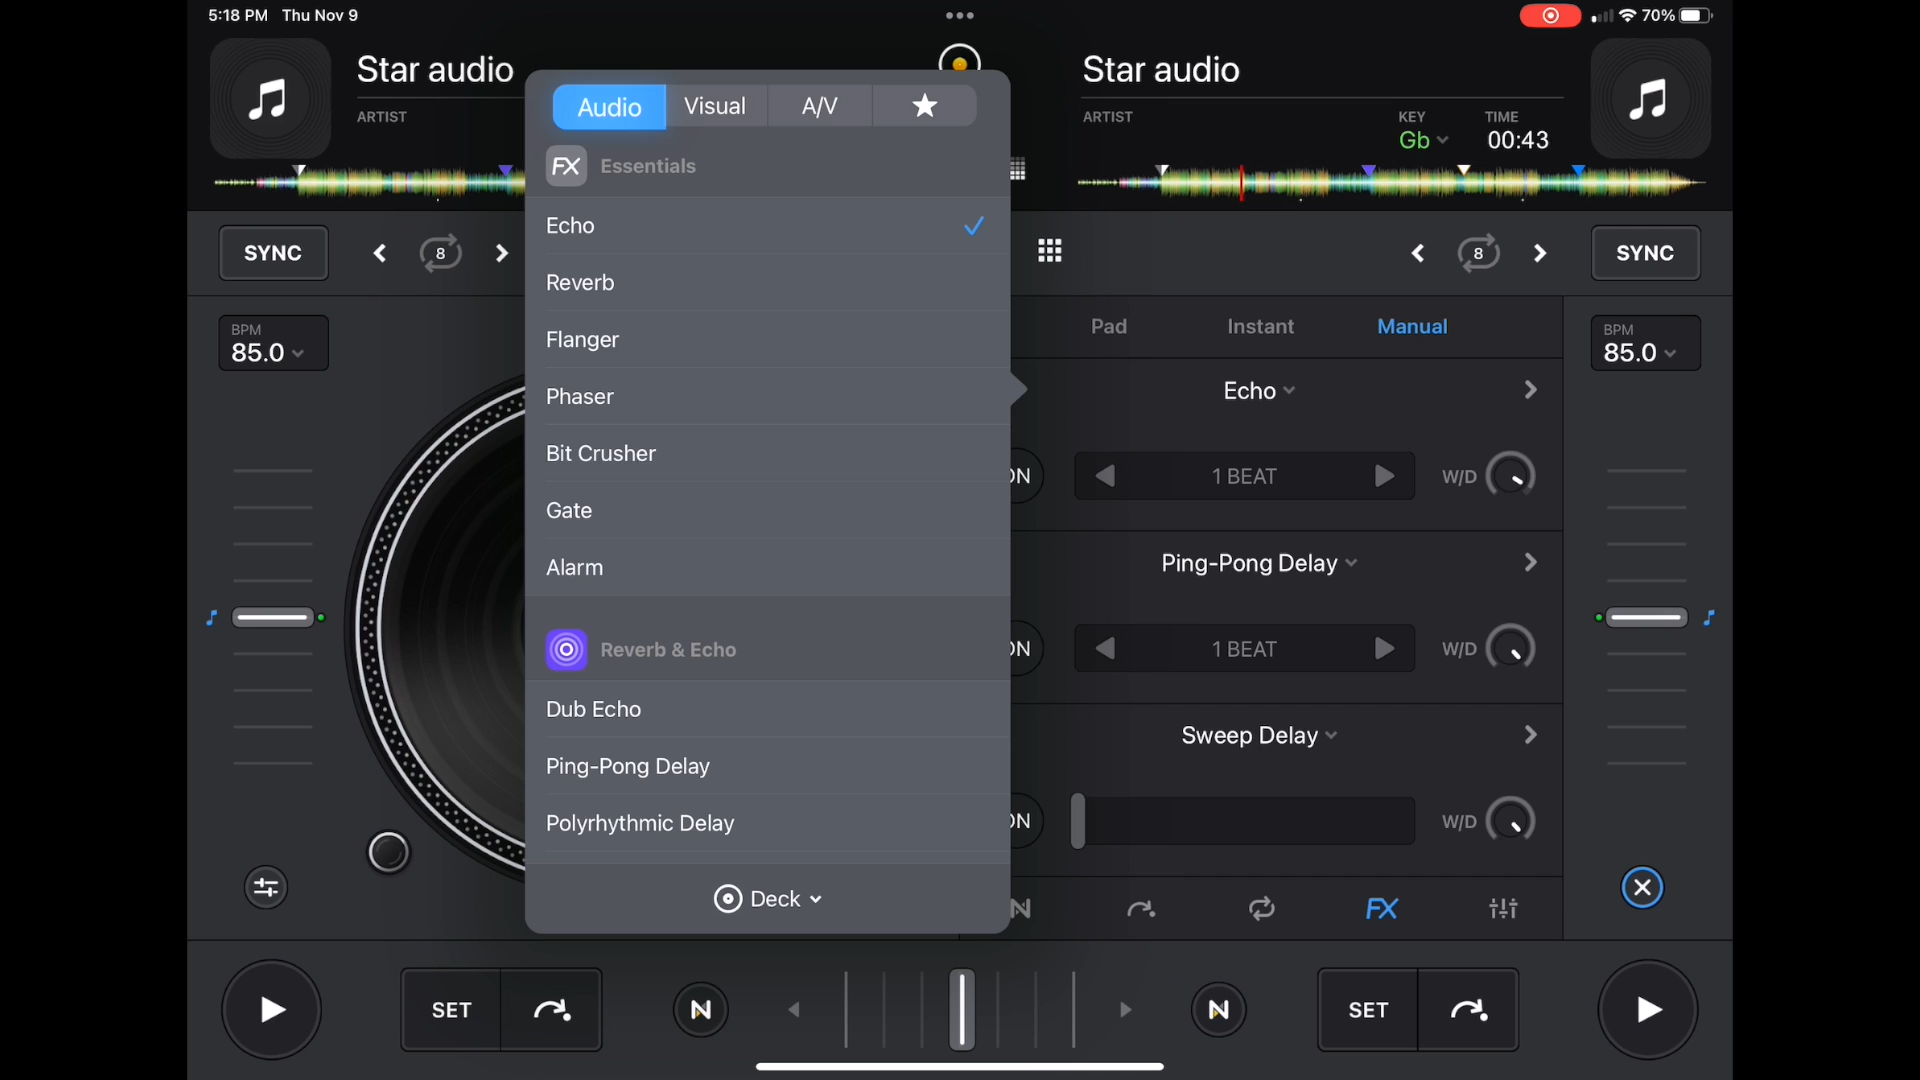 5:18 PM Thu Nov 9
70%
Star audio
ARTIST
Star audio
ARTIST
KEY
Gb
TIME
00:43
Audio
Visual
A/V
FX Essentials
Echo
Reverb
Flanger
Phaser
Bit Crusher
Gate
Alarm
Reverb & Echo
Dub Echo
Ping-Pong Delay
Polyrhythmic Delay
Deck
SYNC
8
8
SYNC
BPM
85.0
BPM
85.0
Pad
Instant
Manual
Echo
ON
1 BEAT
W/D
Ping-Pong Delay
ON
1 BEAT
W/D
Sweep Delay
ON
W/D
N
FX
SET
N
N
SET